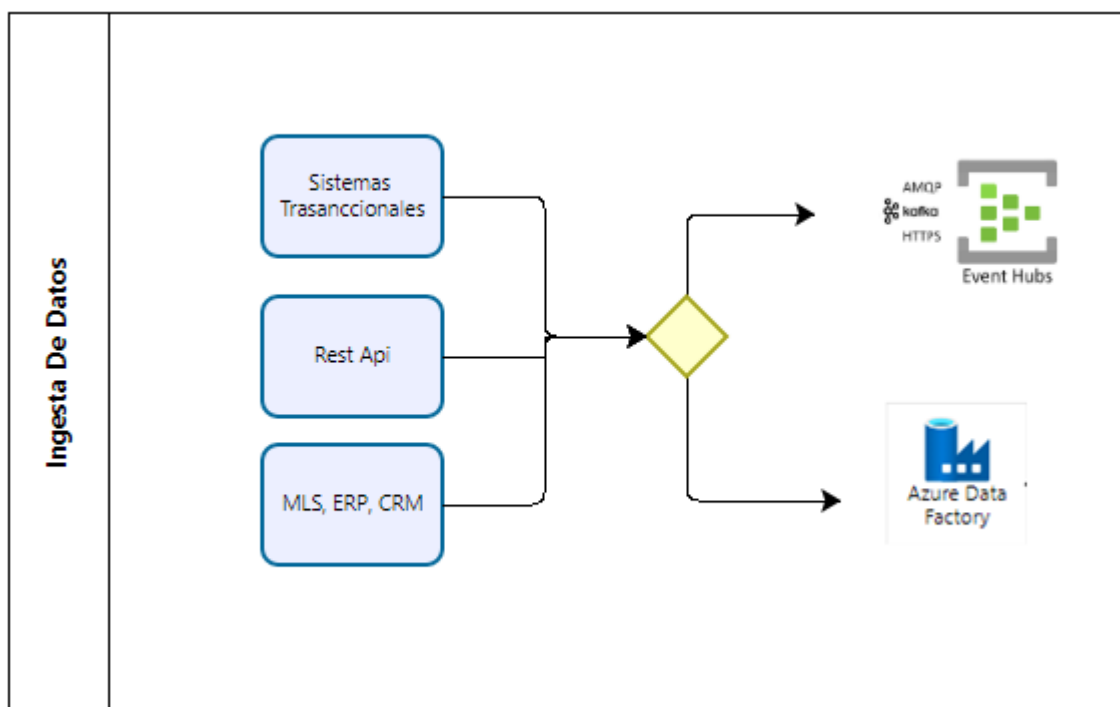 Ingesta De Datos
Sistemas
Trasanccionales
Rest Api
MLS, ERP, CRM
AMQP
kafka
HTTPS
Event Hubs
Azure Data
Factory